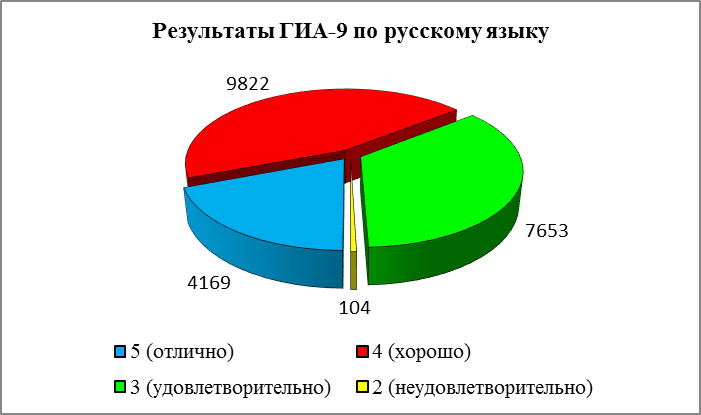 Результаты ГИА-9 по русскому языку
9822
7653
4169
104
5 (отлично)
4 (хорошо)
3 (удовлетворительно)
2 (неудовлетворительно)